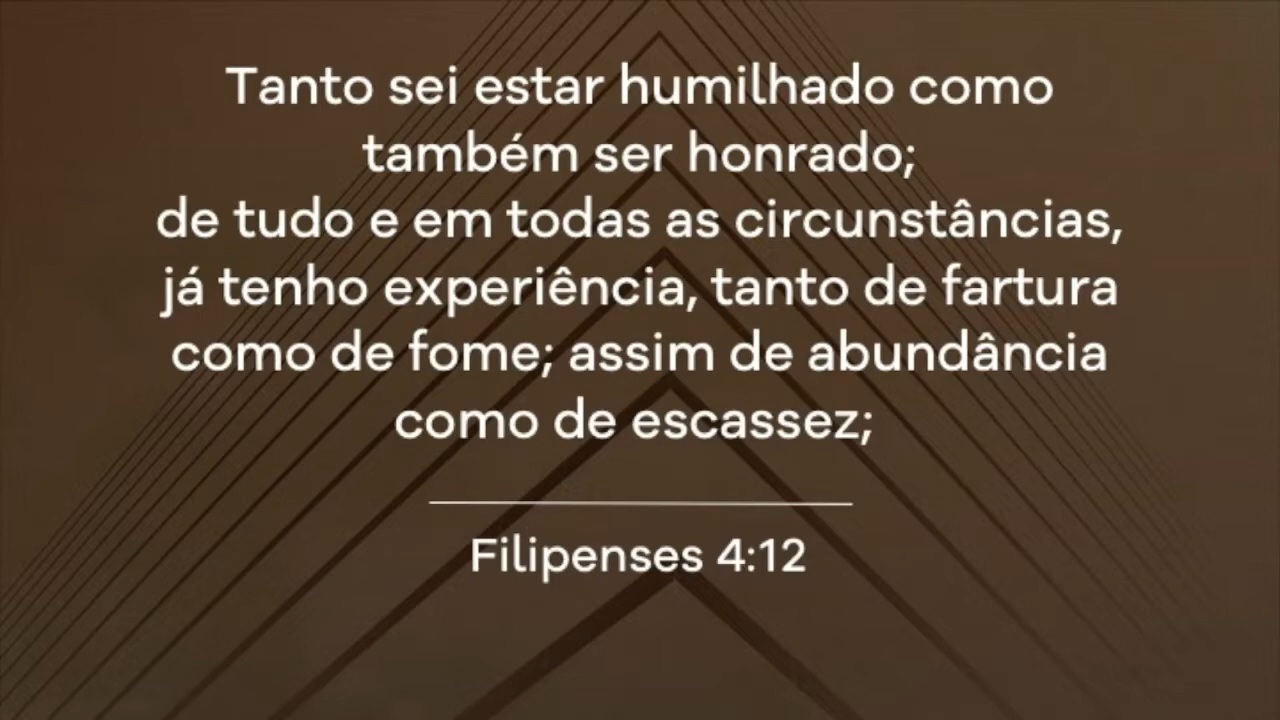 Tanto sei estar humilhado como
também ser honrado;
de tudo e em todas as circunstâncias,
já tenho experiência, tanto de fartura
como de fome; assim de abundância
como de escassez;
Filipenses 4:12